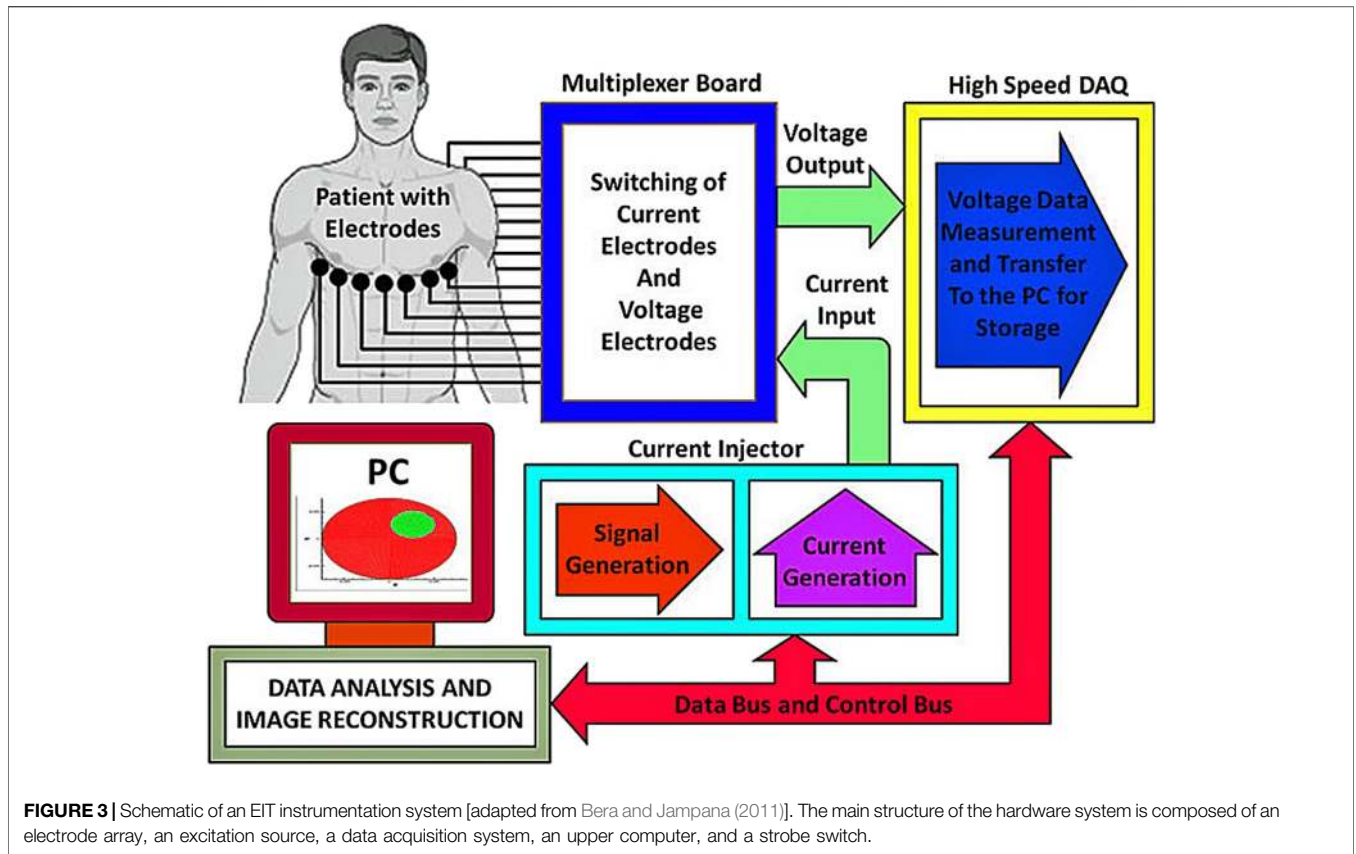 Multiplexer Board
High Speed DAQ
Patient with
Electrodes
Switching of
Current
Electrodes
And
Voltage
Electrodes
Voltage
Output
Current
Input
Voltage Data
Measurement
and Transfer
To the PC for
Storage
PC
Current Injector
Signal
Generation
Current
Generation
DATA ANALYSIS AND
IMAGE RECONSTRUCTION
Data Bus and Control Bus
FIGURE 3 | Schematic of an EIT instrumentation system [adapted from Bera and Jampana (2011)]. The main structure of the hardware system is composed of an
electrode array, an excitation source, a data acquisition system, an upper computer, and a strobe switch.